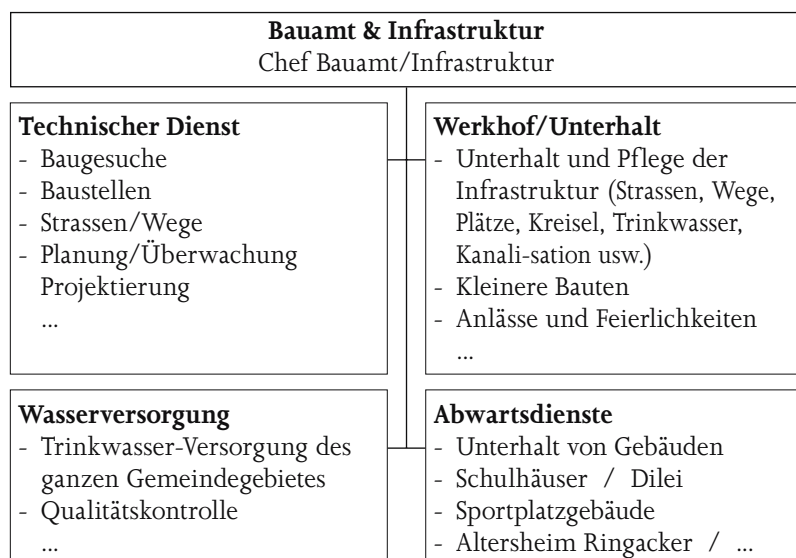 Bauamt & Infrastruktur
Chef Bauamt/Infrastruktur
Technischer Dienst
- Baugesuche
- Baustellen
- Strassen/Wege
- Planung/Überwachung
Projektierung
...
Werkhof/Unterhalt
- Unterhalt und Pflege der
Infrastruktur (Strassen, Wege,
Plätze, Kreisel, Trinkwasser,
Kanali-sation usw.)
- Kleinere Bauten
- Anlässe und Feierlichkeiten
...
Wasserversorgung
- Trinkwasser-Versorgung des
ganzen Gemeindegebietes
- Qualitätskontrolle
...
Abwartsdienste
- Unterhalt von Gebäuden
- Schulhäuser / Dilei
- Sportplatzgebäude
- Altersheim Ringacker / ...